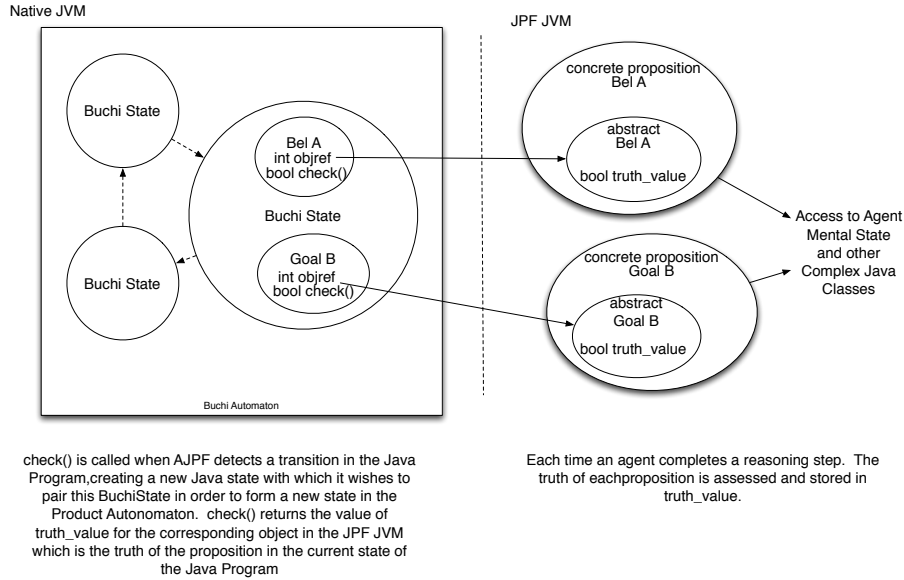 Native JVM
JPF JVM
Buchi State
Bel A
int objref
bool check()
Buchi State
Goal B
int objref
bool check()
Buchi State
Buchi Automaton
concrete proposition
Bel A
abstract
Bel A
bool truth_value
concrete proposition
Goal B
abstract
Goal B
bool truth_value
Access to Agent
Mental State
and other
Complex Java
Classes
check() is called when AJPF detects a transition in the Java
Program,creating a new Java state with which it wishes to
pair this BuchiState in order to form a new state in the
Product Autonomaton.  check() returns the value of
truth_value for the corresponding object in the JPF JVM
which is the truth of the proposition in the current state of
the Java Program
Each time an agent completes a reasoning step.  The
truth of eachproposition is assessed and stored in
truth_value.